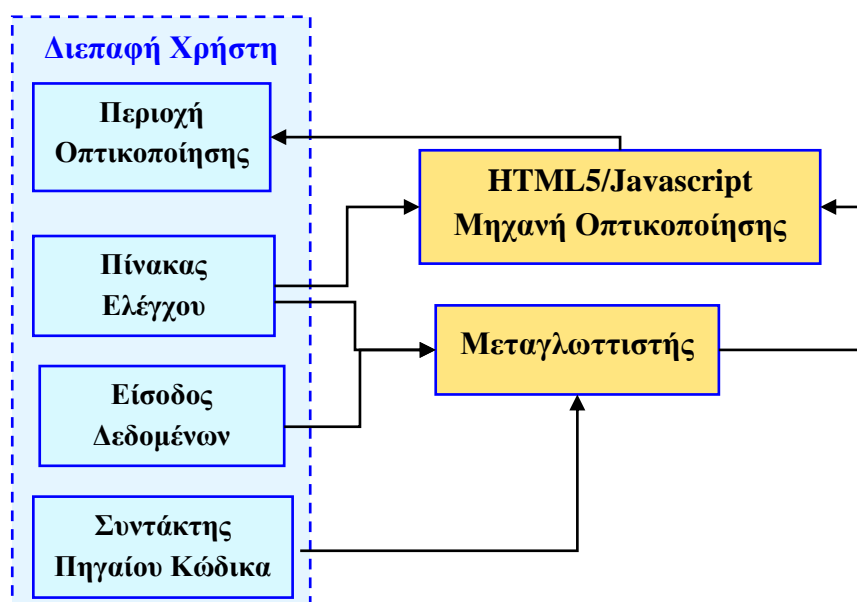 Διεπαφή Χρήστη
Περιοχή
Οπτικοποίησης
HTML5/Javascript
Μηχανή Οπτικοποίησης
Πίνακας
Ελέγχου
Μεταγλωττιστής
Είσοδος
Δεδομένων
Συντάκτης
Πηγαίου Κώδικα